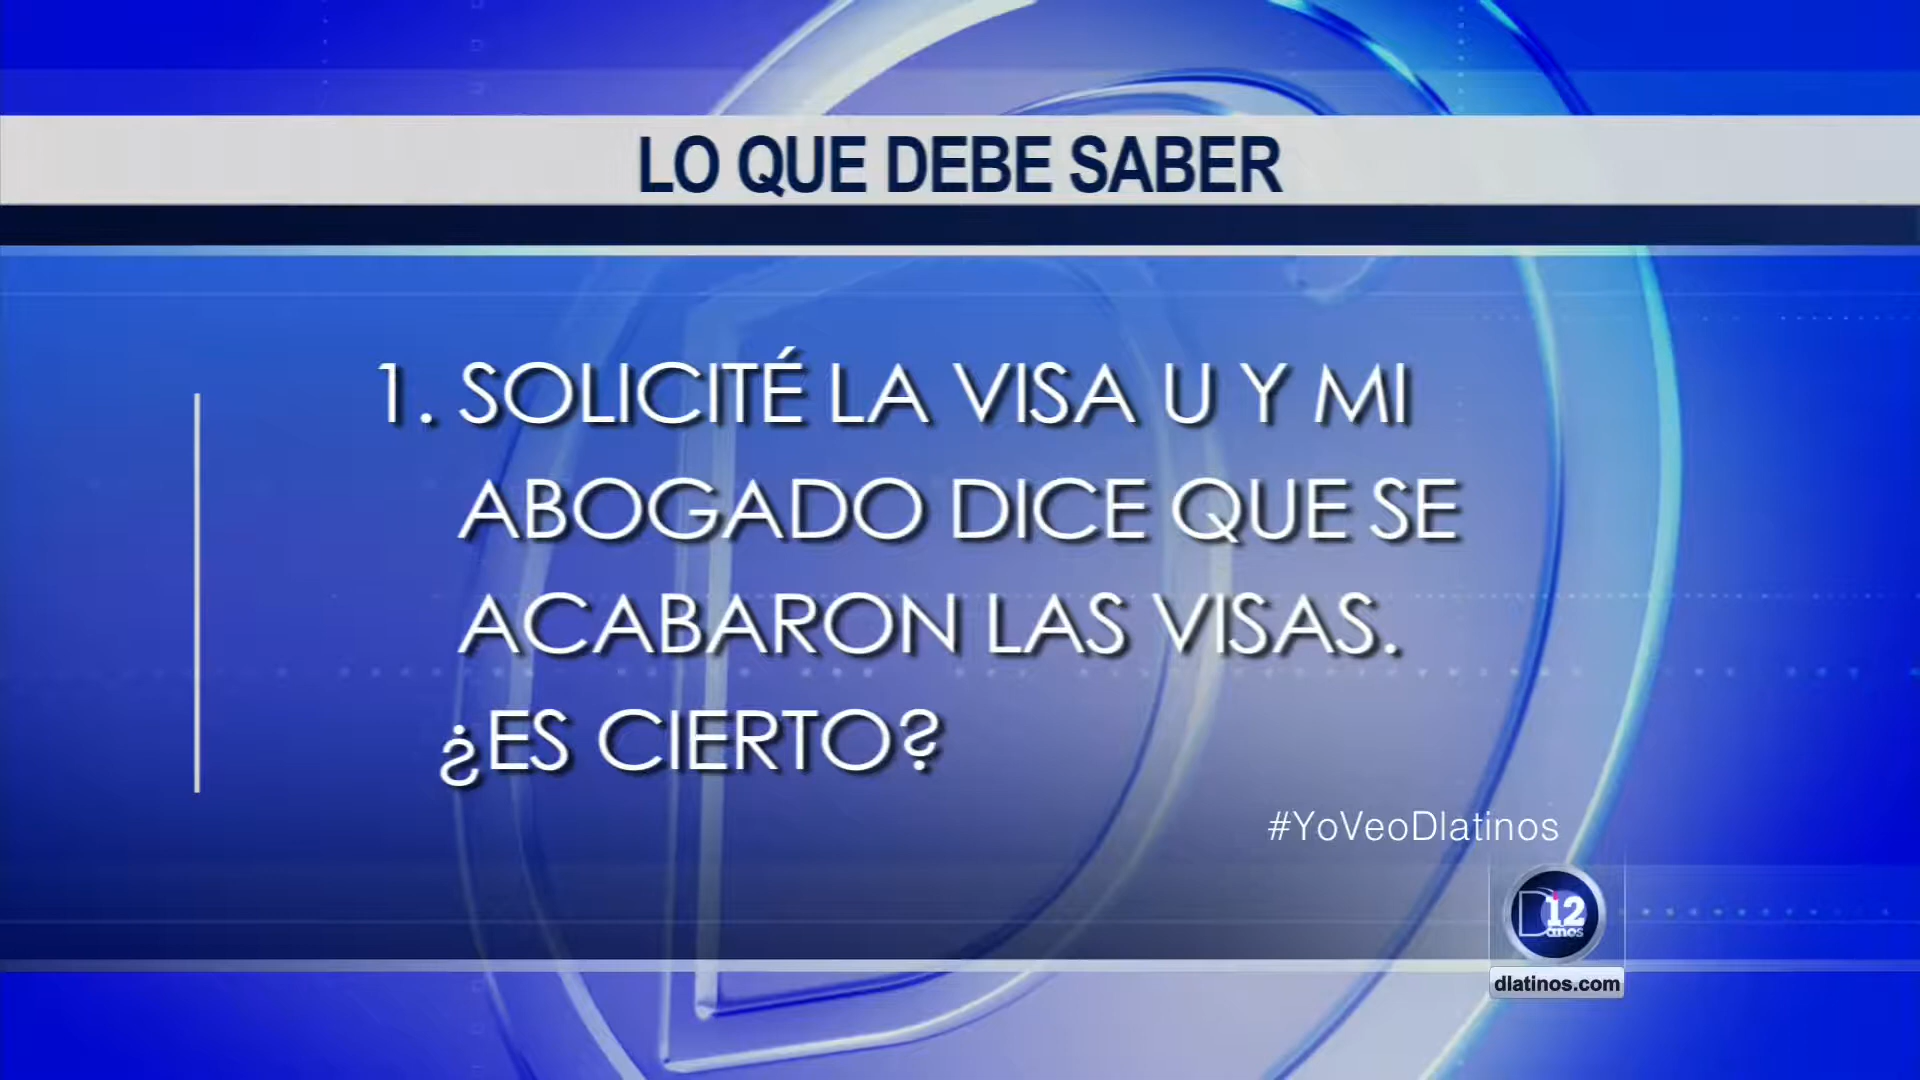 LO QUE DEBE SABER
1. SOLICITÉ LA VISA U Y MI
ABOGADO DICE QUE SE
ACABARON LAS VISAS.
¿ES CIERTO?
#YoVeoDlatinos
D 12
años
dlatinos.com